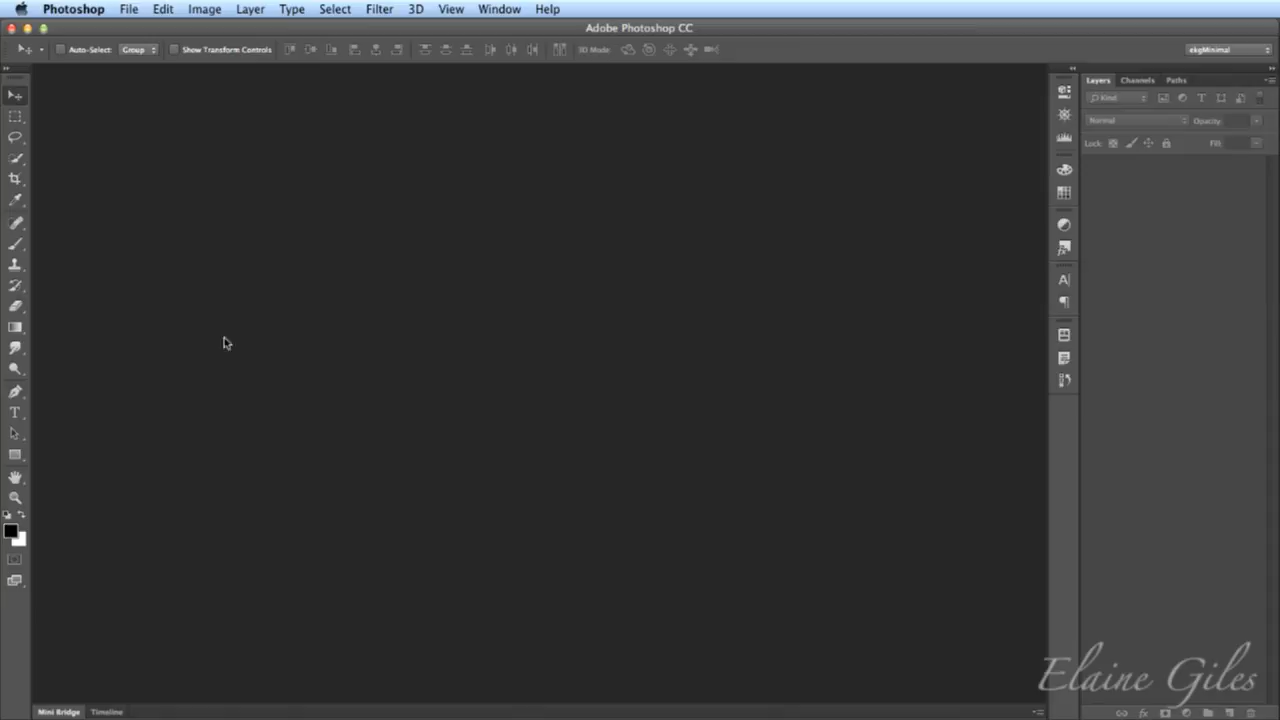 Photoshop File Edit Image Layer Type Select Filter 3D View Window Help
Adobe Photoshop CC
Auto-Select: Group Show Transform Controls 3D Mode: ekgMinimal
Layers Channels Paths
Kind
Normal Opacity:
Lock: Fill:
Elaine Giles
Mini Bridge Timeline